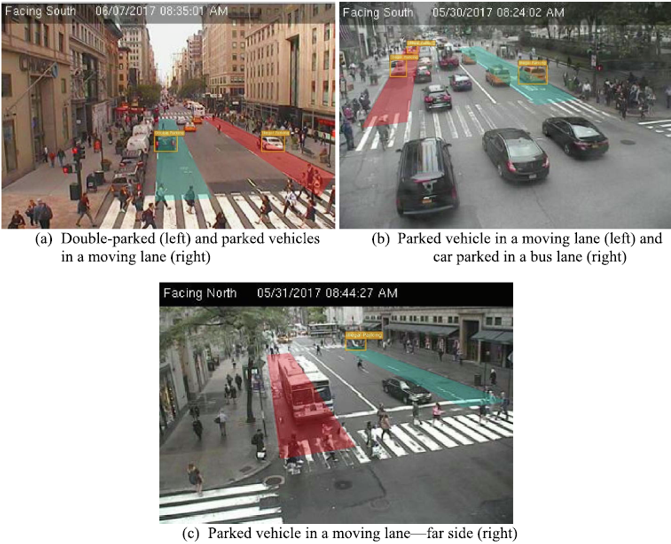 Facing South 06/07/2017 08:35:01 AM
Facing South 05/30/2017 08:24:02 AM
(a) Double-parked (left) and parked vehicles
in a moving lane (right)
(b) Parked vehicle in a moving lane (left) and
car parked in a bus lane (right)
Facing North 05/31/2017 08:44:27 AM
Illegal Parking
(c) Parked vehicle in a moving lane—far side (right)